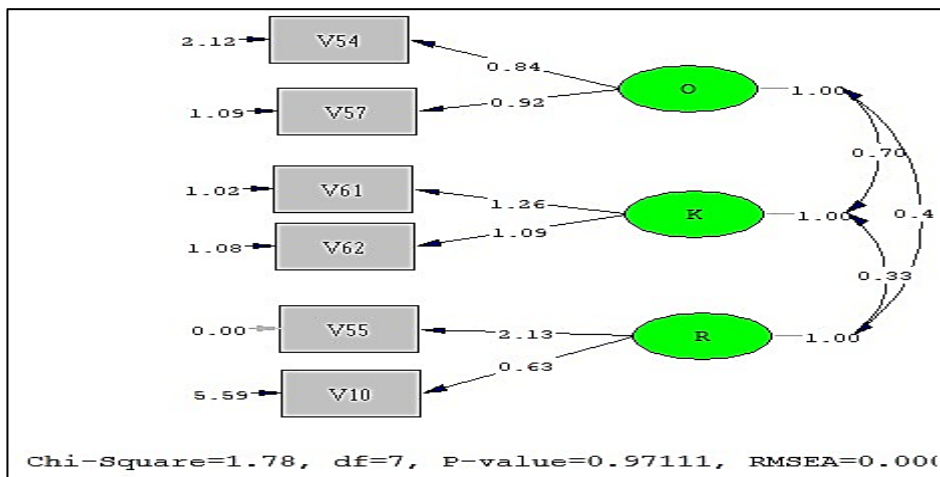 2.12 V54 0.84
O 1.00
1.09 V57 0.92
0.70
1.02 V61 1.26
K 1.00 0.4
1.08 V62 1.09
0.33
0.00 V55 2.13
R 1.00
0.63
5.59 V10
Chi-Square=1.78, df=7, P-value=0.97111, RMSEA=0.000